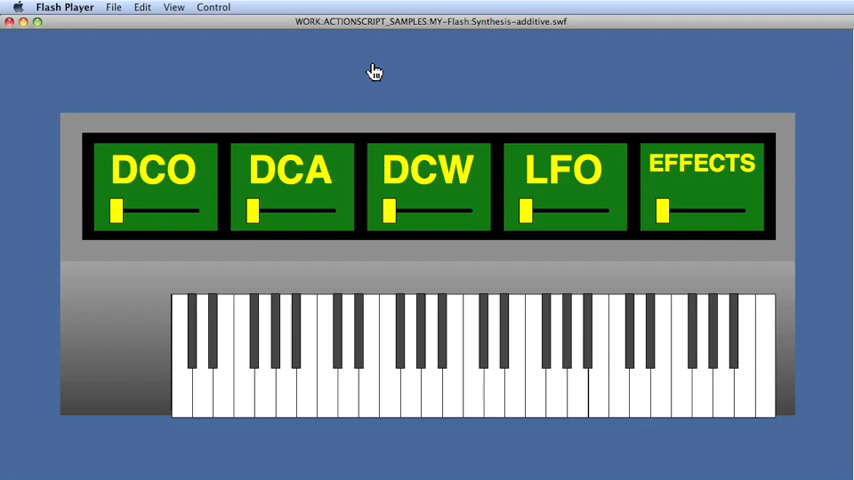 Flash Player File Edit View Control
WORK:ACTIONSCRIPT_SAMPLES:MY-Flash:Synthesis-additive.swf
DCO DCA DCW LFO EFFECTS